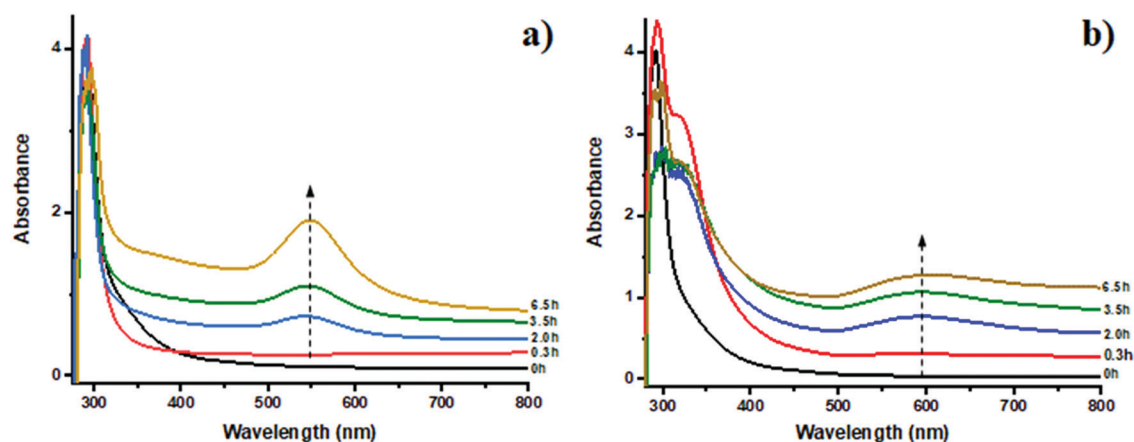 a)
4
2
0
Absorbance
6.5h
3.5h
2.0h
0.3h
0h
300 400 500 600 700 800
Wavelength (nm)
b)
4
3
2
1
0
Absorbance
6.5h
3.5h
2.0h
0.3h
0h
300 400 500 600 700 800
Wavelength (nm)